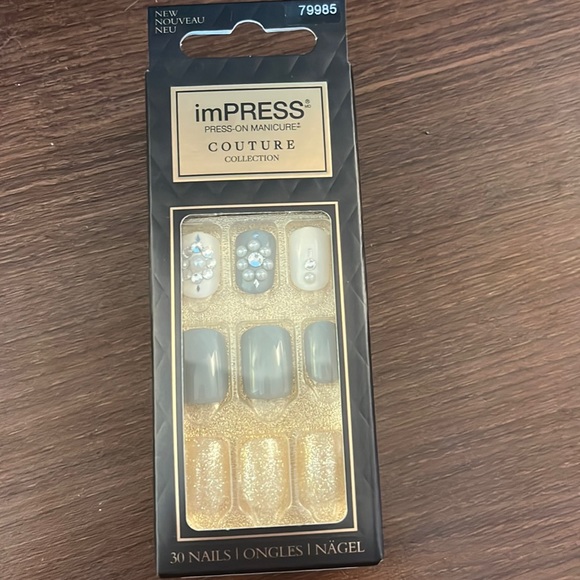 NEW
NOUVEAU
NEU
79985
imPRESS®
PRESS-ON MANICURE
COUTURE
COLLECTION
30 NAILS | ONGLES | NÄGEL